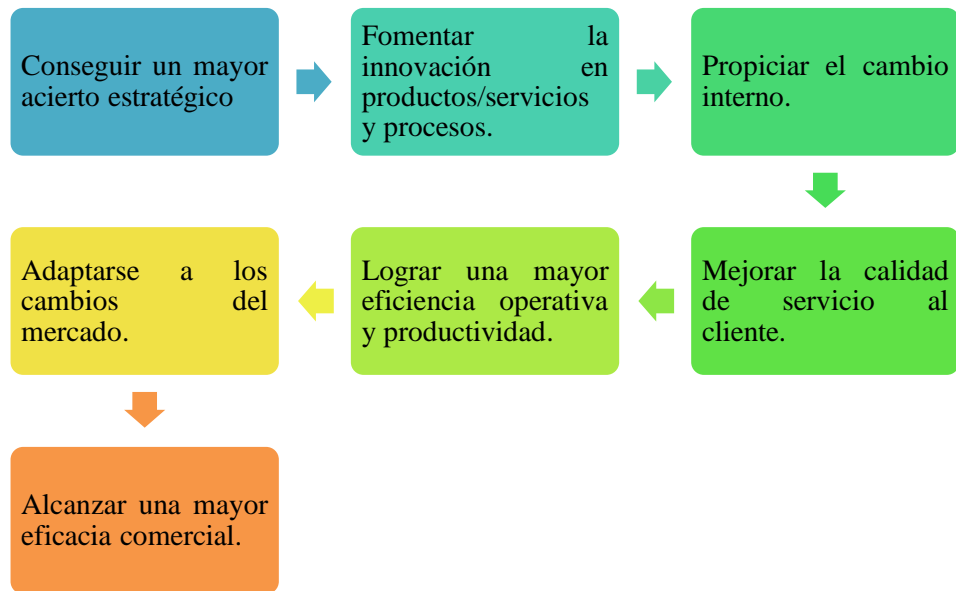 Conseguir un mayor
acierto estratégico
Fomentar la
innovación en
productos/servicios
y procesos.
Propiciar el cambio
interno.
Mejorar la calidad
de servicio al
cliente.
Lograr una mayor
eficiencia operativa
y productividad.
Adaptarse a los
cambios del
mercado.
Alcanzar una mayor
eficacia comercial.